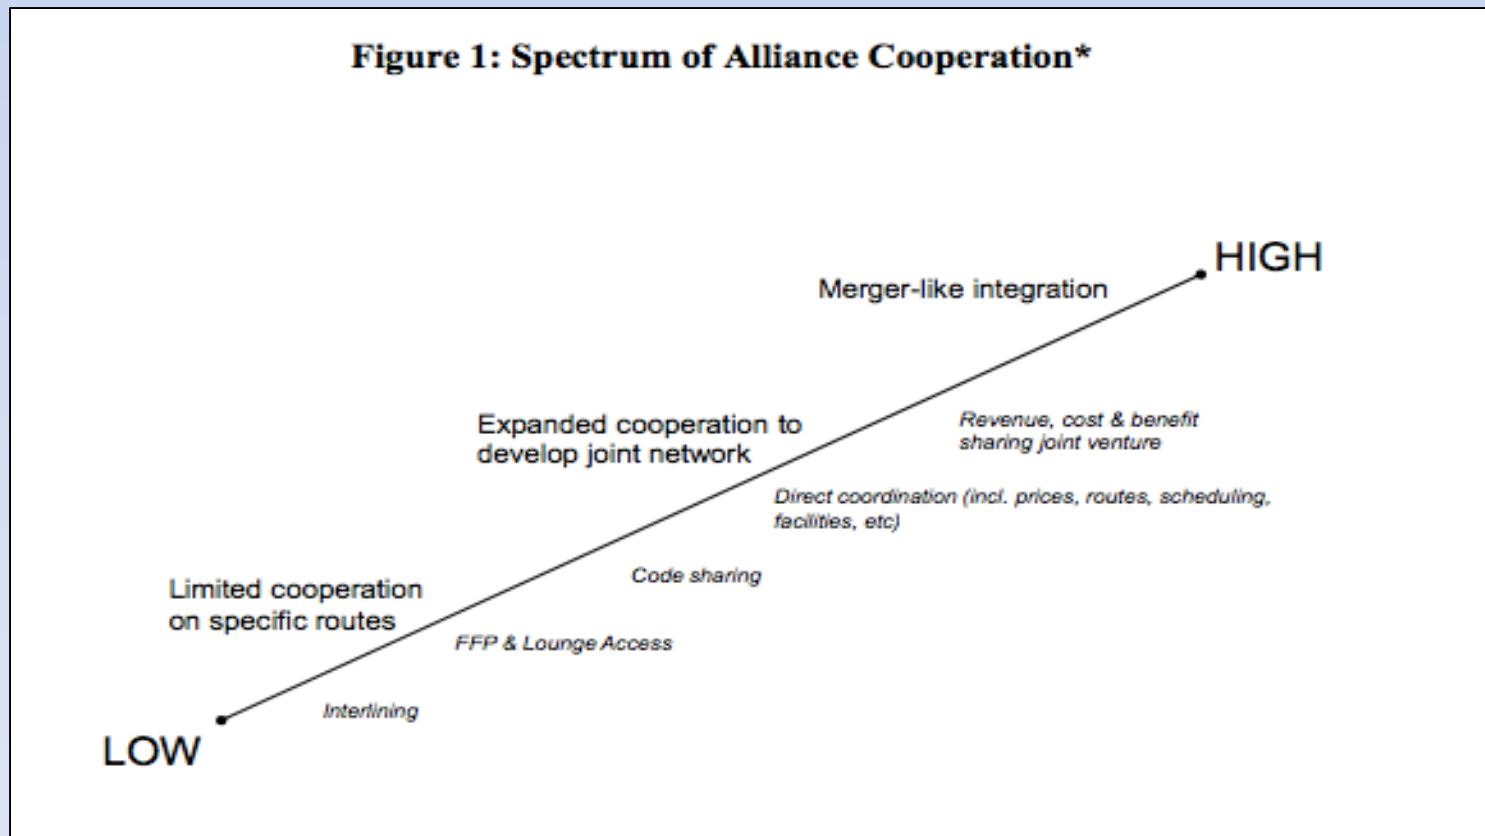 Figure 1: Spectrum of Alliance Cooperation*
HIGH
Merger-like integration
Expanded cooperation to
develop joint network
Revenue, cost & benefit
sharing joint venture
Direct coordination (incl. prices, routes, scheduling,
facilities, etc)
Code sharing
Limited cooperation
on specific routes
FFP & Lounge Access
Interlining
LOW